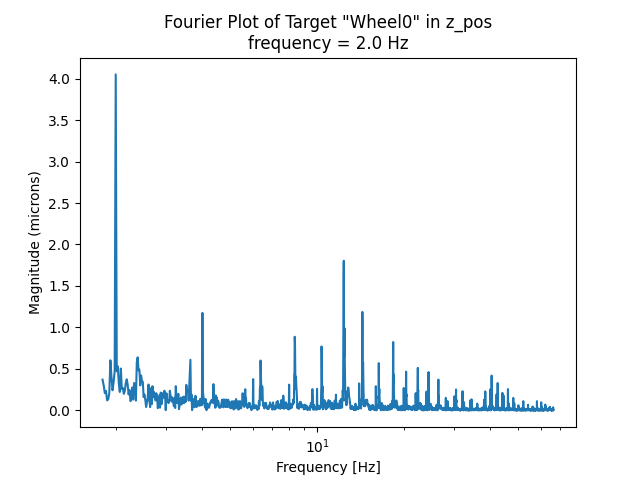 Fourier Plot of Target "Wheel0" in z_pos
frequency = 2.0 Hz
4.0
3.5
3.0
2.5
2.0
1.5
1.0
0.5
0.0
Magnitude (microns)
10¹
Frequency [Hz]